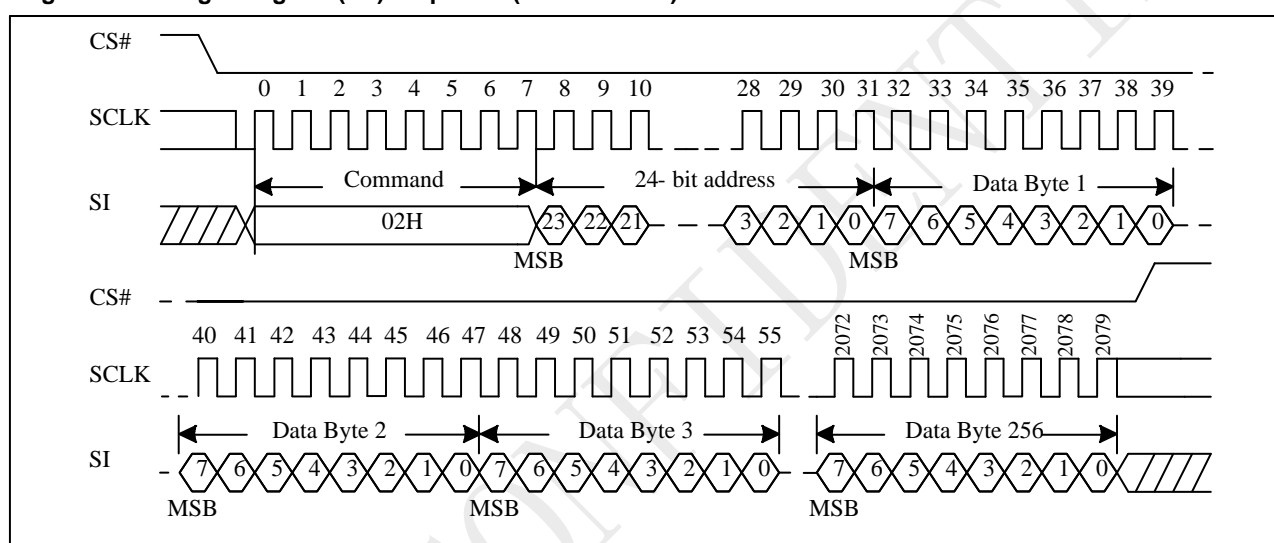 CS#
0 1 2 3 4 5 6 7 8 9 10 28 29 30 31 32 33 34 35 36 37 38 39
SCLK
Command 24- bit address Data Byte 1
SI
02H 23 22 21 3 2 1 0 7 6 5 4 3 2 1 0
MSB MSB
CS#
40 41 42 43 44 45 46 47 48 49 50 51 52 53 54 55 2072 2073 2074 2075 2076 2077 2078 2079
SCLK
Data Byte 2 Data Byte 3 Data Byte 256
SI
7 6 5 4 3 2 1 0 7 6 5 4 3 2 1 0 7 6 5 4 3 2 1 0
MSB MSB MSB